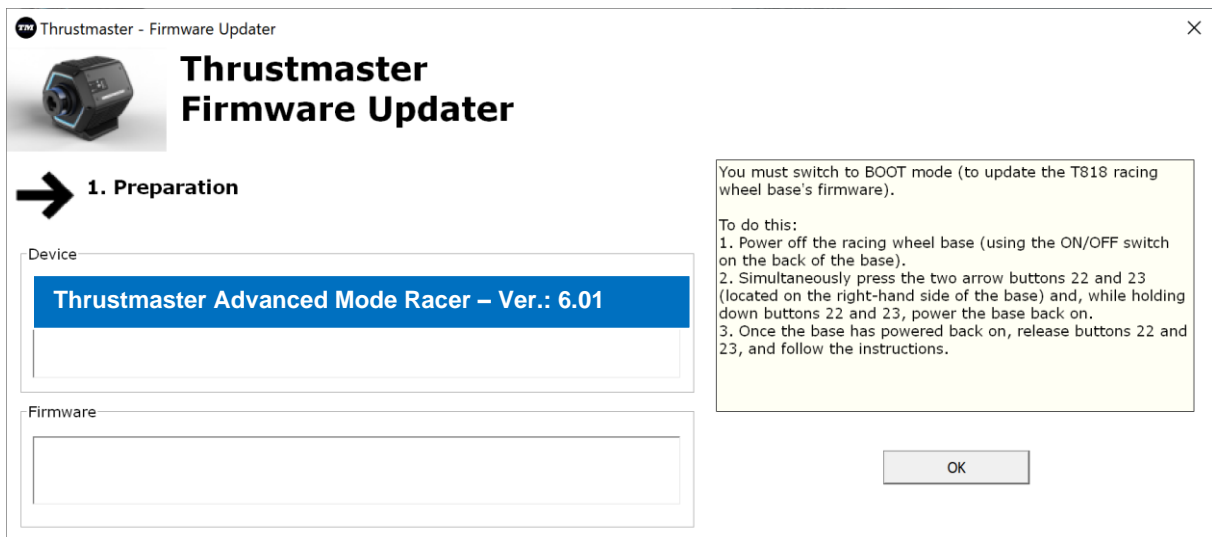 TM Thrustmaster - Firmware Updater
Thrustmaster
Firmware Updater
1. Preparation
Device
Thrustmaster Advanced Mode Racer – Ver.: 6.01
Firmware
You must switch to BOOT mode (to update the T818 racing
wheel base's firmware).
To do this:
1. Power off the racing wheel base (using the ON/OFF switch
on the back of the base).
2. Simultaneously press the two arrow buttons 22 and 23
(located on the right-hand side of the base) and, while holding
down buttons 22 and 23, power the base back on.
3. Once the base has powered back on, release buttons 22 and
23, and follow the instructions.
OK